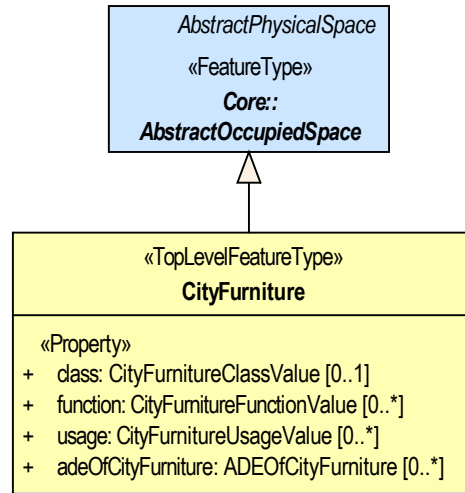 AbstractPhysicalSpace
«FeatureType»
Core::
AbstractOccupiedSpace
«TopLevelFeatureType»
CityFurniture
«Property»
+ class: CityFurnitureClassValue [0..1]
+ function: CityFurnitureFunctionValue [0..*]
+ usage: CityFurnitureUsageValue [0..*]
+ adeOfCityFurniture: ADEOfCityFurniture [0..*]